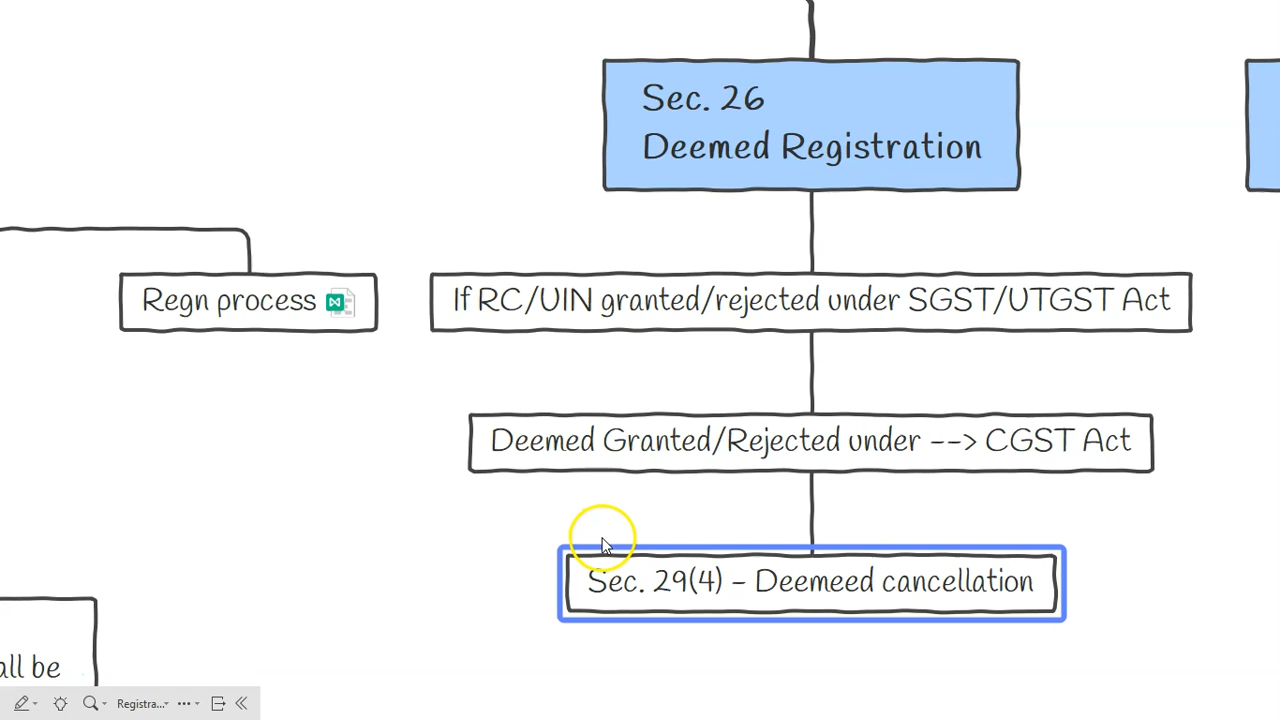 Sec. 26
Deemed Registration
Regn process
If RC/UIN granted/rejected under SGST/UTGST Act
Deemed Granted/Rejected under --> CGST Act
Sec. 29(4) - Deemeed cancellation
all be
Registra...